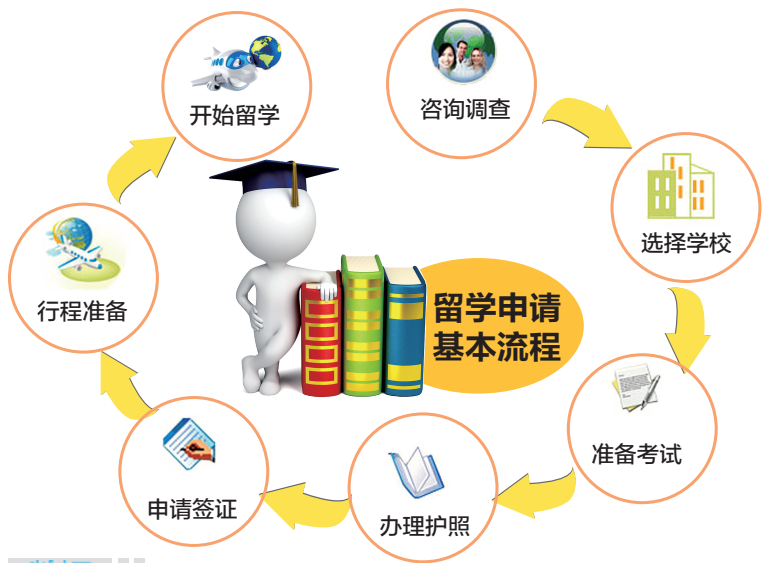 咨询调查
选择学校
准备考试
办理护照
申请签证
行程准备
开始留学
留学申请
基本流程